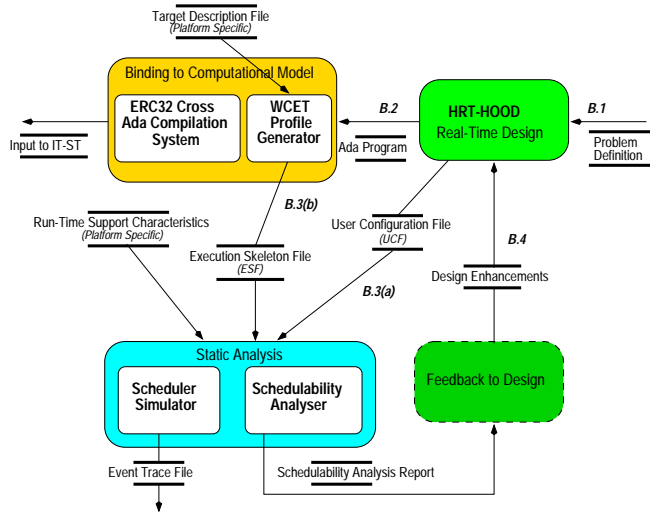 Target Description File
(Platform Specific)
Binding to Computational Model
ERC32 Cross
Ada Compilation
System
WCET
Profile
Generator
B.2
HRT-HOOD
Real-Time Design
B.1
Input to IT-ST
Ada Program
Problem
Definition
B.3(b)
Run-Time Support Characteristics
(Platform Specific)
User Configuration File
(UCF)
B.4
Execution Skeleton File
(ESF)
Design Enhancements
B.3(a)
Static Analysis
Scheduler
Simulator
Schedulability
Analyser
Feedback to Design
Event Trace File
Schedulability Analysis Report